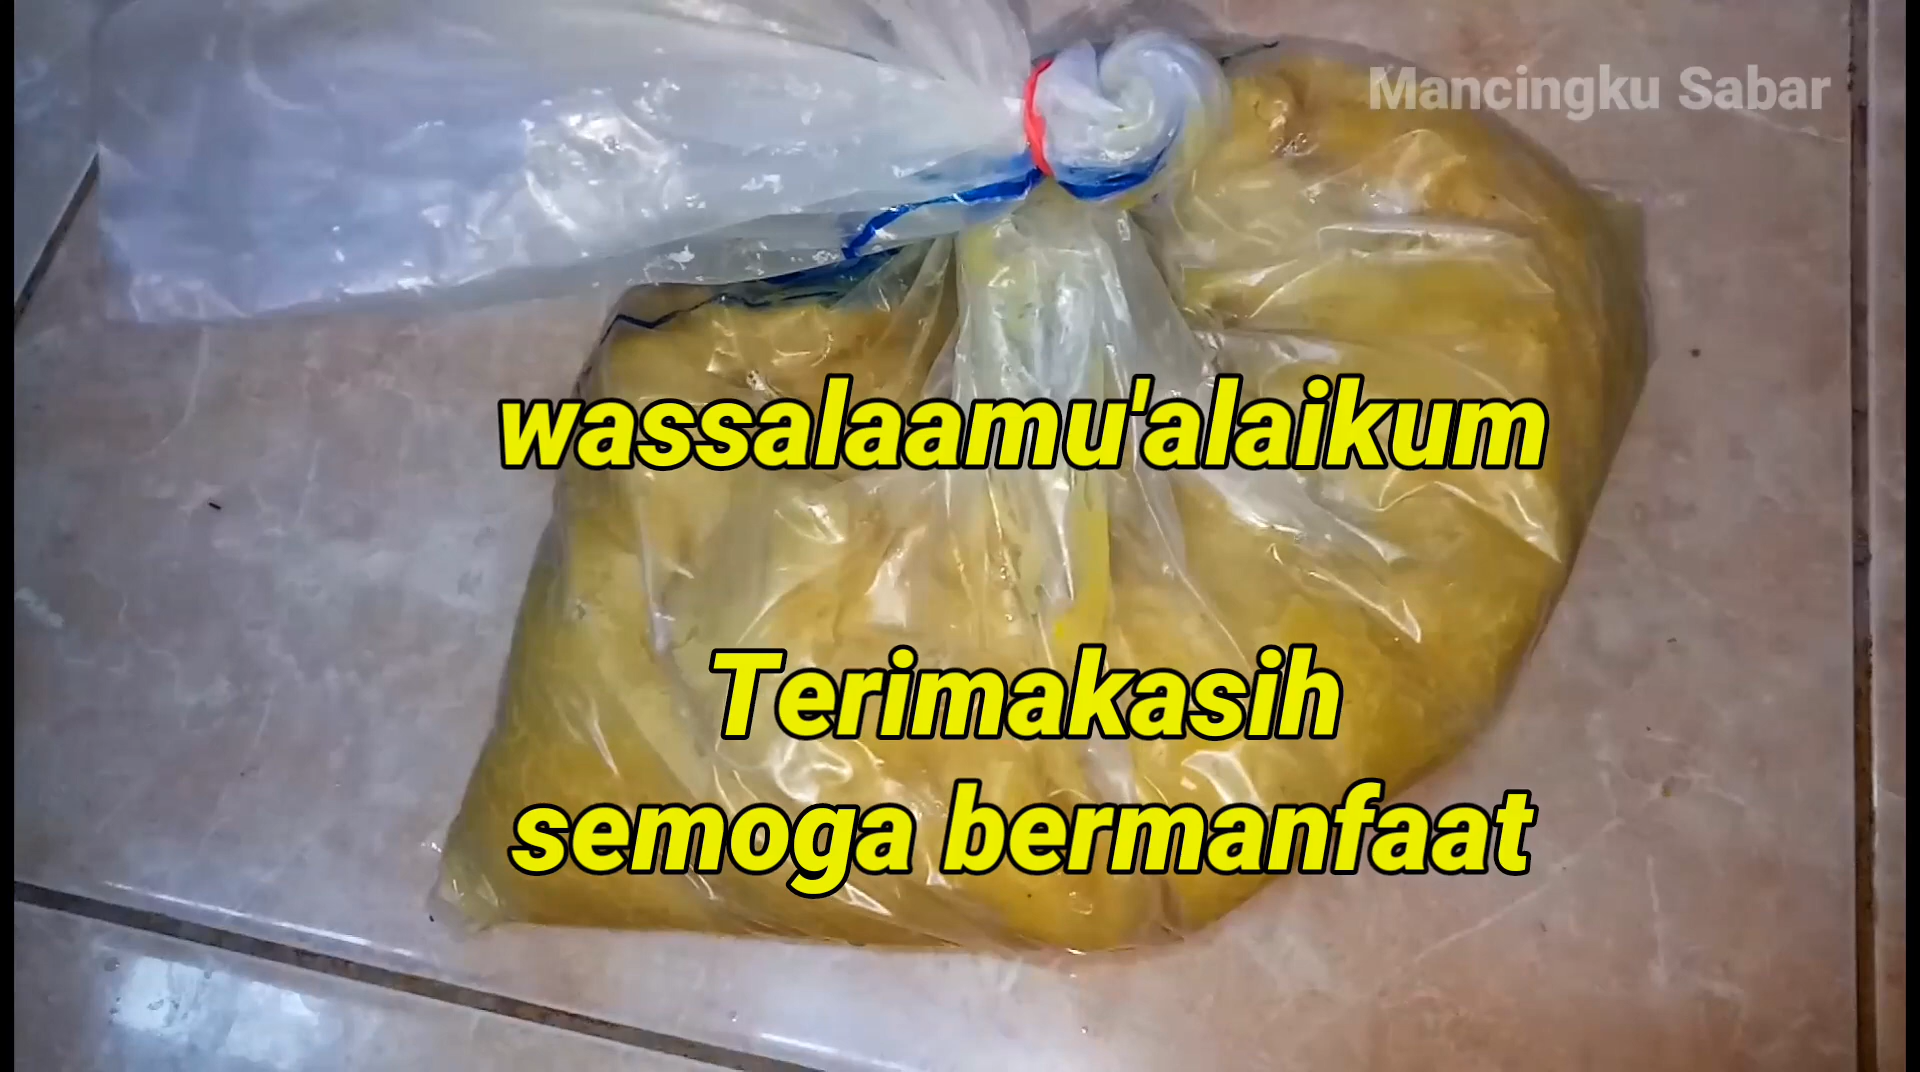 Mancingku Sabar
wassalaamu'alaikum
Terimakasih
semoga bermanfaat